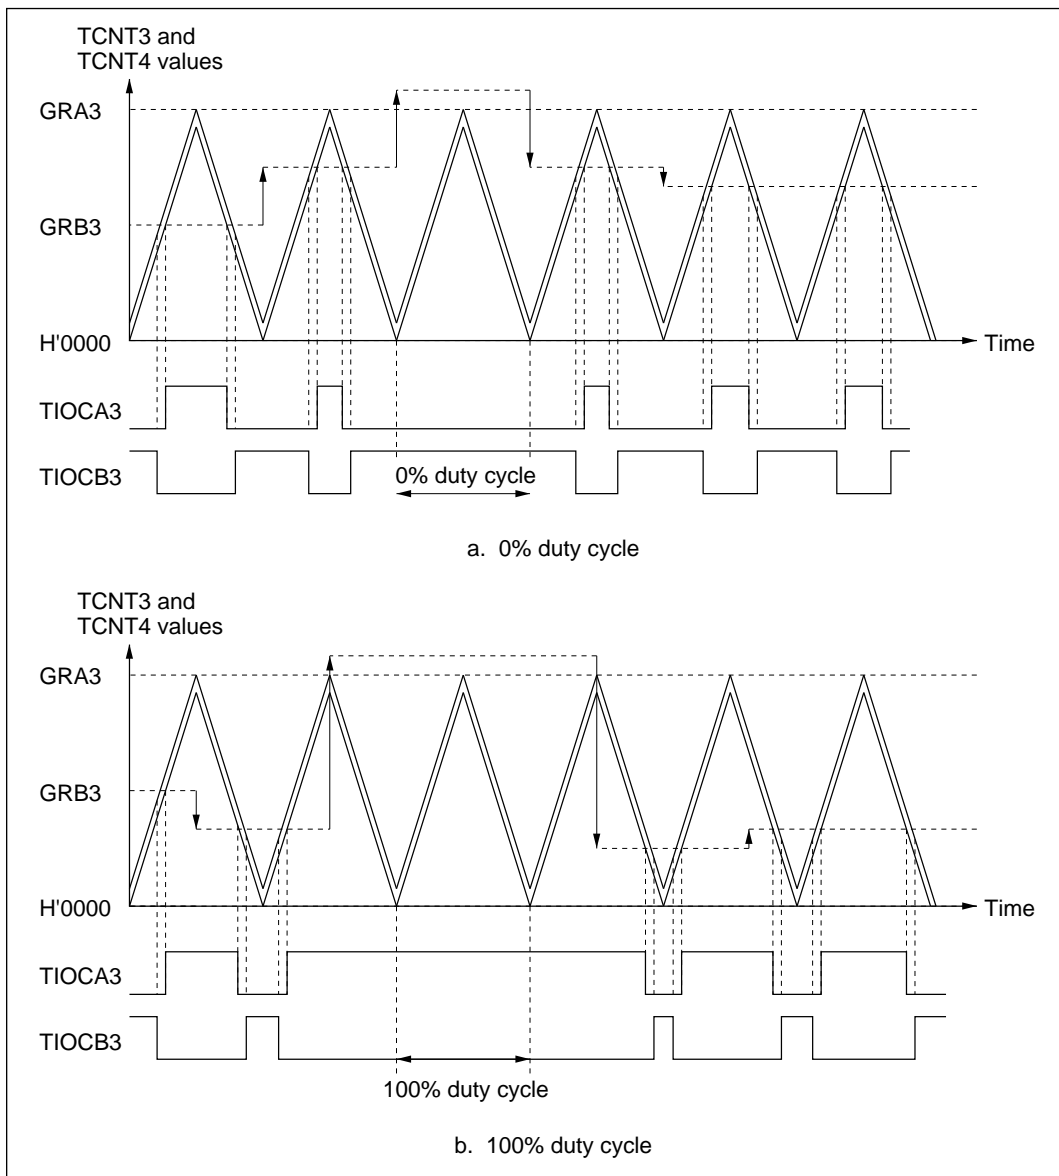 TCNT3 and
TCNT4 values
GRA3
GRB3
H'0000
Time
TIOCA3
TIOCB3
0% duty cycle
a. 0% duty cycle
TCNT3 and
TCNT4 values
GRA3
GRB3
H'0000
Time
TIOCA3
TIOCB3
100% duty cycle
b. 100% duty cycle